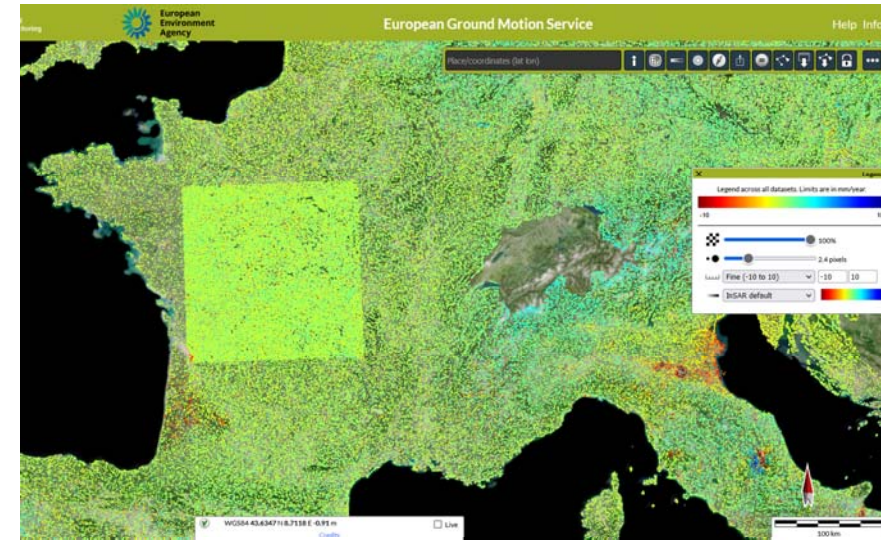 European
Environment
Agency
European Ground Motion Service
Help
Place/coordinates (lat lon)
Legend across all datasets. Limits are in mm/year.
-10
100%
2.4 pixels
Fine (-10 to 10)
-10
10
InSAR default
WGS84 43.6347 N 8.7118 E -0.91 m
Live
Credits
100 km